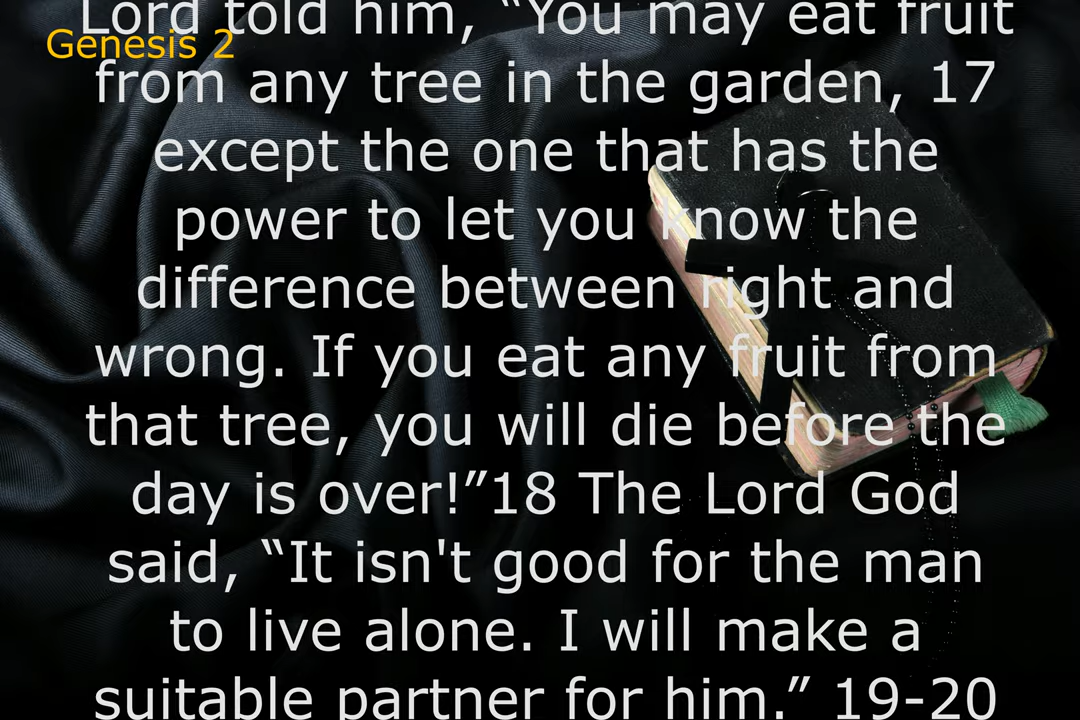 Lord told him, “You may eat fruit
Genesis 2
from any tree in the garden, 17
except the one that has the
power to let you know the
difference between right and
wrong. If you eat any fruit from
that tree, you will die before the
day is over!”18 The Lord God
said, “It isn't good for the man
to live alone. I will make a
suitable partner for him.” 19-20